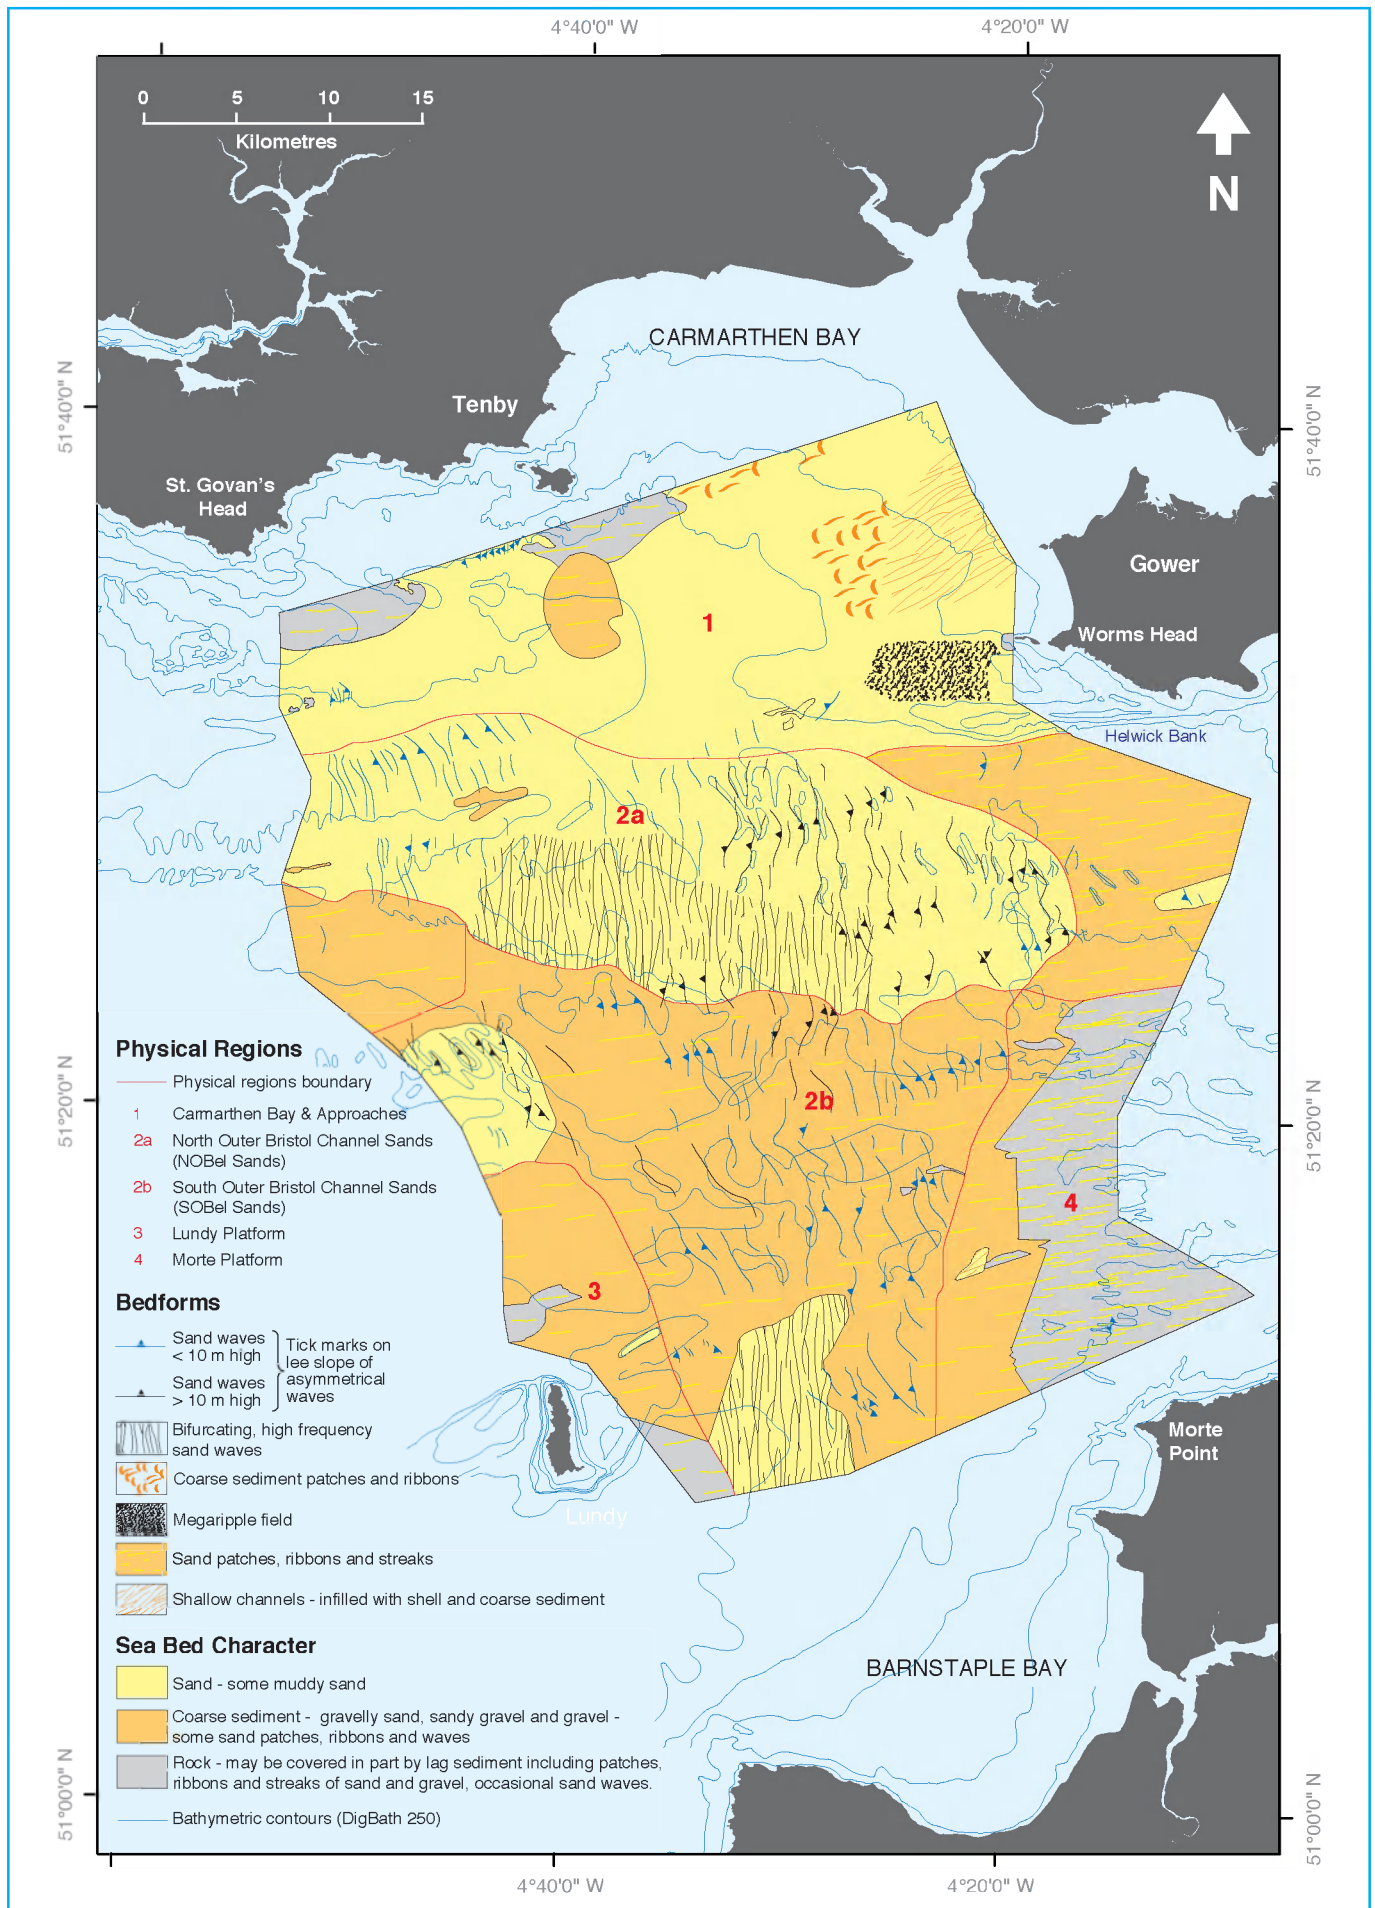 4°40'0" W
4°20'0" W
0 5 10 15
Kilometres
N
CARMARTHEN BAY
51°40'0" N
Tenby
51°40'0" N
St. Govan's
Head
Gower
1
Worms Head
Helwick Bank
2a
Physical Regions
Physical regions boundary
1 Carmarthen Bay & Approaches
2a North Outer Bristol Channel Sands
(NOBel Sands)
2b South Outer Bristol Channel Sands
(SOBel Sands)
3 Lundy Platform
4 Morte Platform
51°20'0" N
2b
51°20'0" N
4
3
Bedforms
Sand waves
< 10 m high
Sand waves
> 10 m high
Tick marks on
lee slope of
asymmetrical
waves
Bifurcating, high frequency
sand waves
Coarse sediment patches and ribbons
Megaripple field
Sand patches, ribbons and streaks
Shallow channels - infilled with shell and coarse sediment
Morte
Point
Lundy
Sea Bed Character
Sand - some muddy sand
Coarse sediment - gravelly sand, sandy gravel and gravel -
some sand patches, ribbons and waves
Rock - may be covered in part by lag sediment including patches,
ribbons and streaks of sand and gravel, occasional sand waves.
Bathymetric contours (DigBath 250)
BARNSTAPLE BAY
51°00'0" N
51°00'0" N
4°40'0" W
4°20'0" W